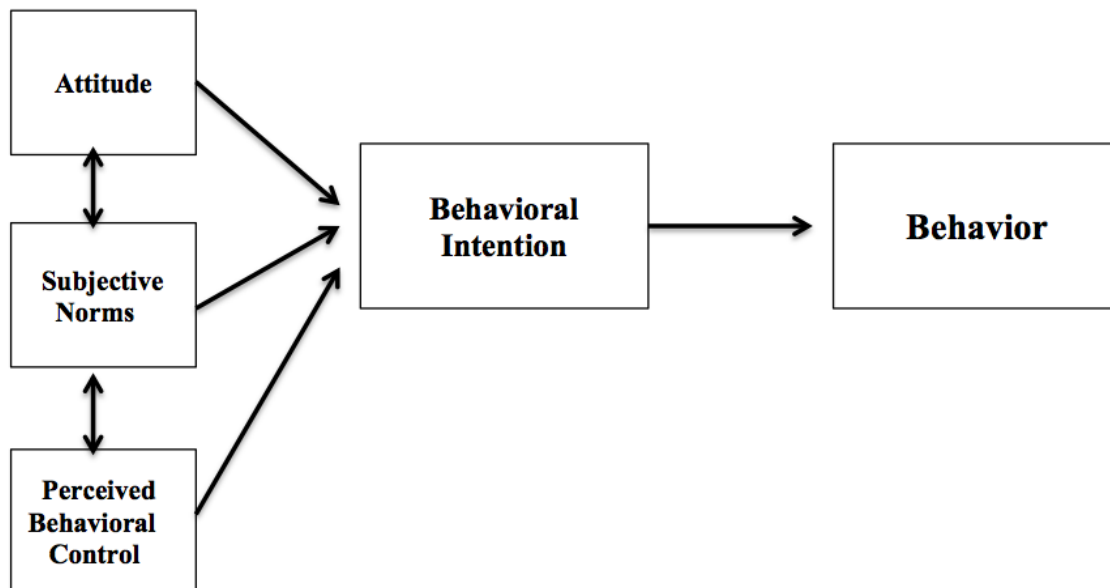 Attitude
Subjective
Norms
Perceived
Behavioral
Control
Behavioral
Intention
Behavior